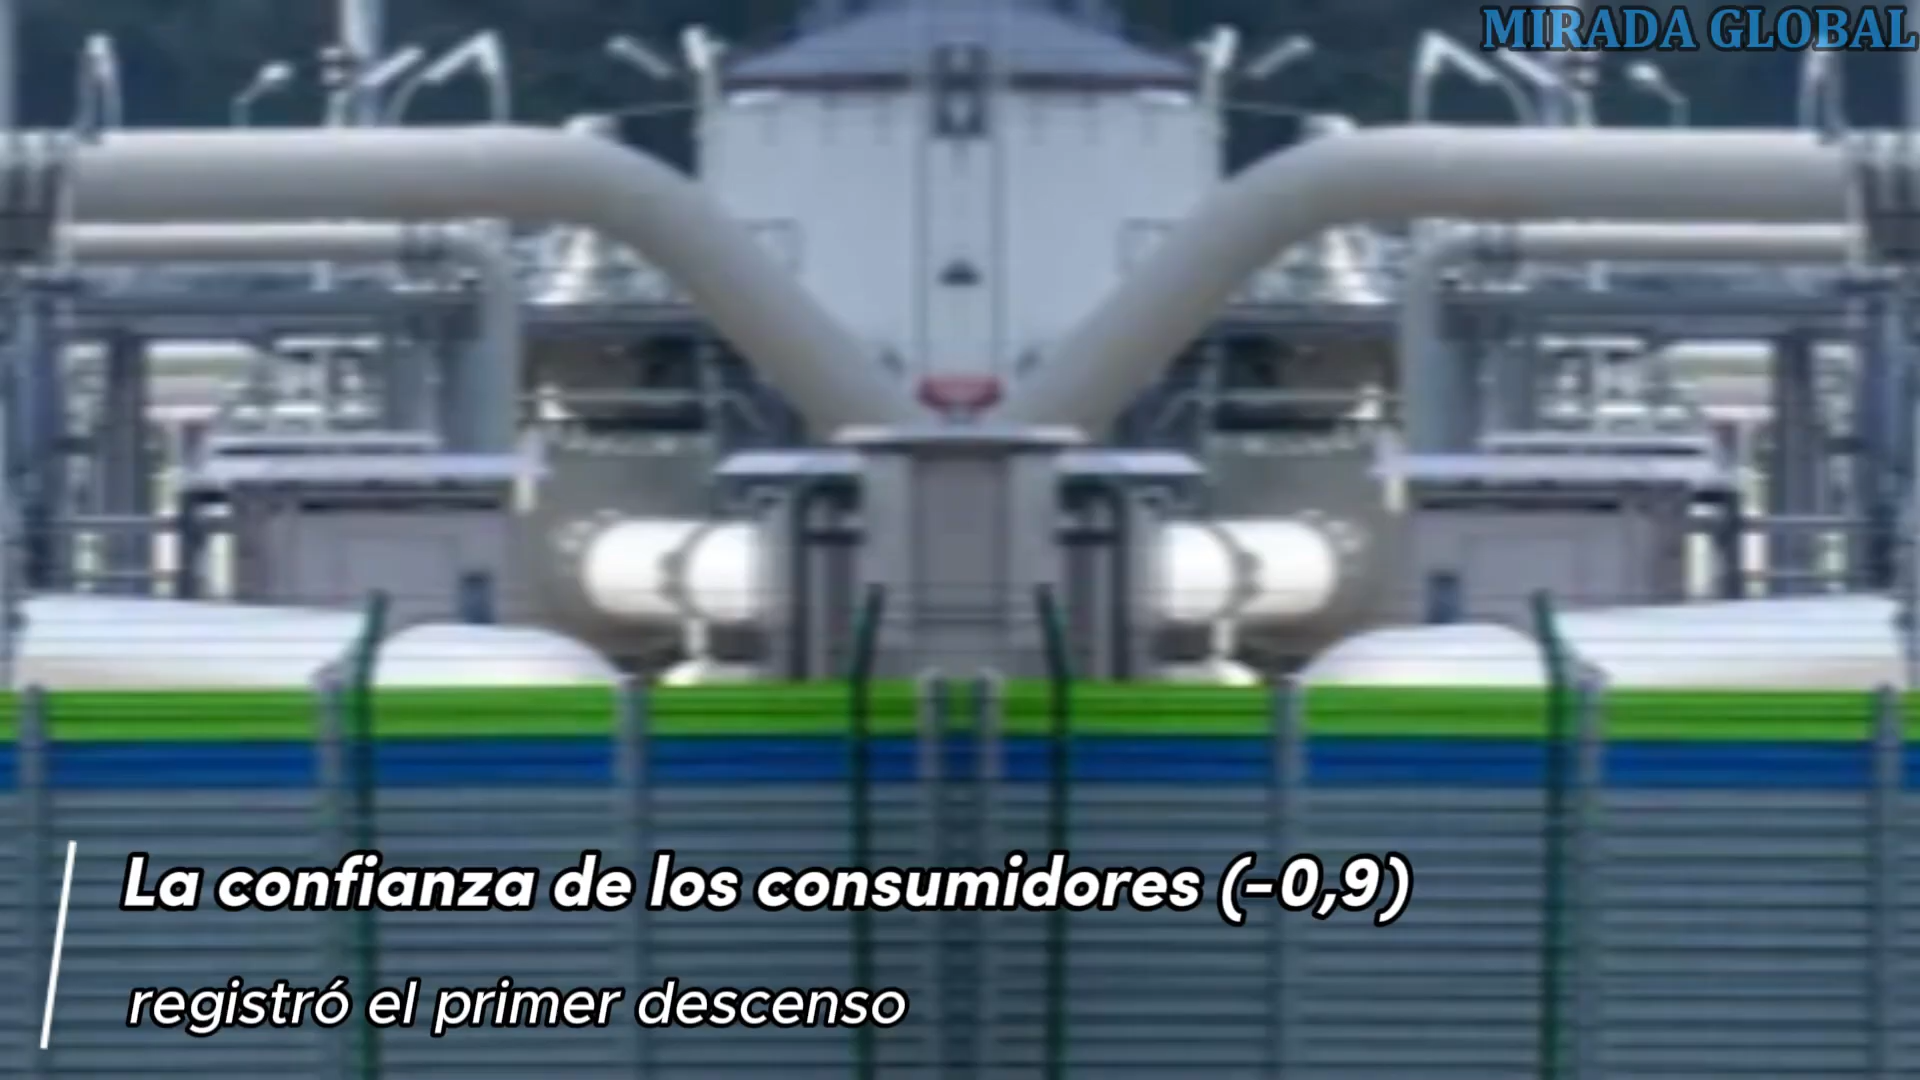 MIRADA GLOBAL
La confianza de los consumidores (-0,9)
registró el primer descenso